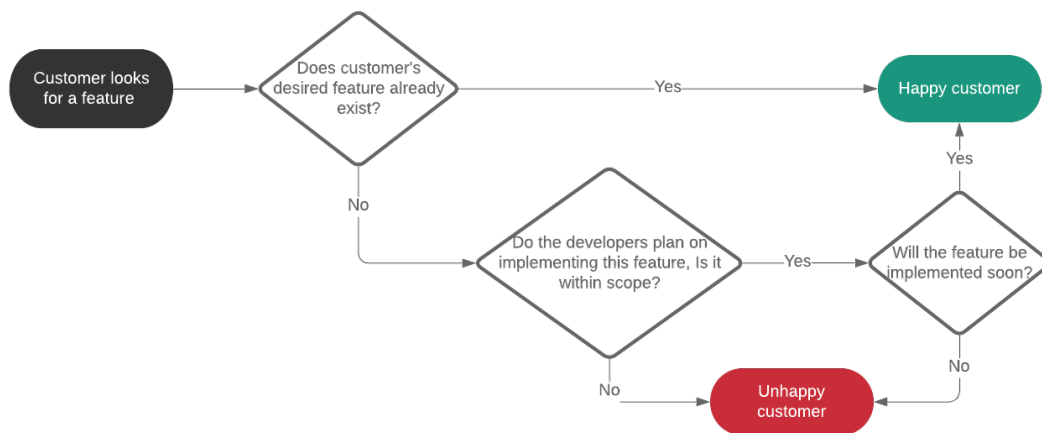 Customer looks
for a feature
Does customer's
desired feature already
exist?
Yes
Happy customer
No
Yes
Do the developers plan on
implementing this feature, Is it
within scope?
Yes
Will the feature be
implemented soon?
No
No
Unhappy
customer